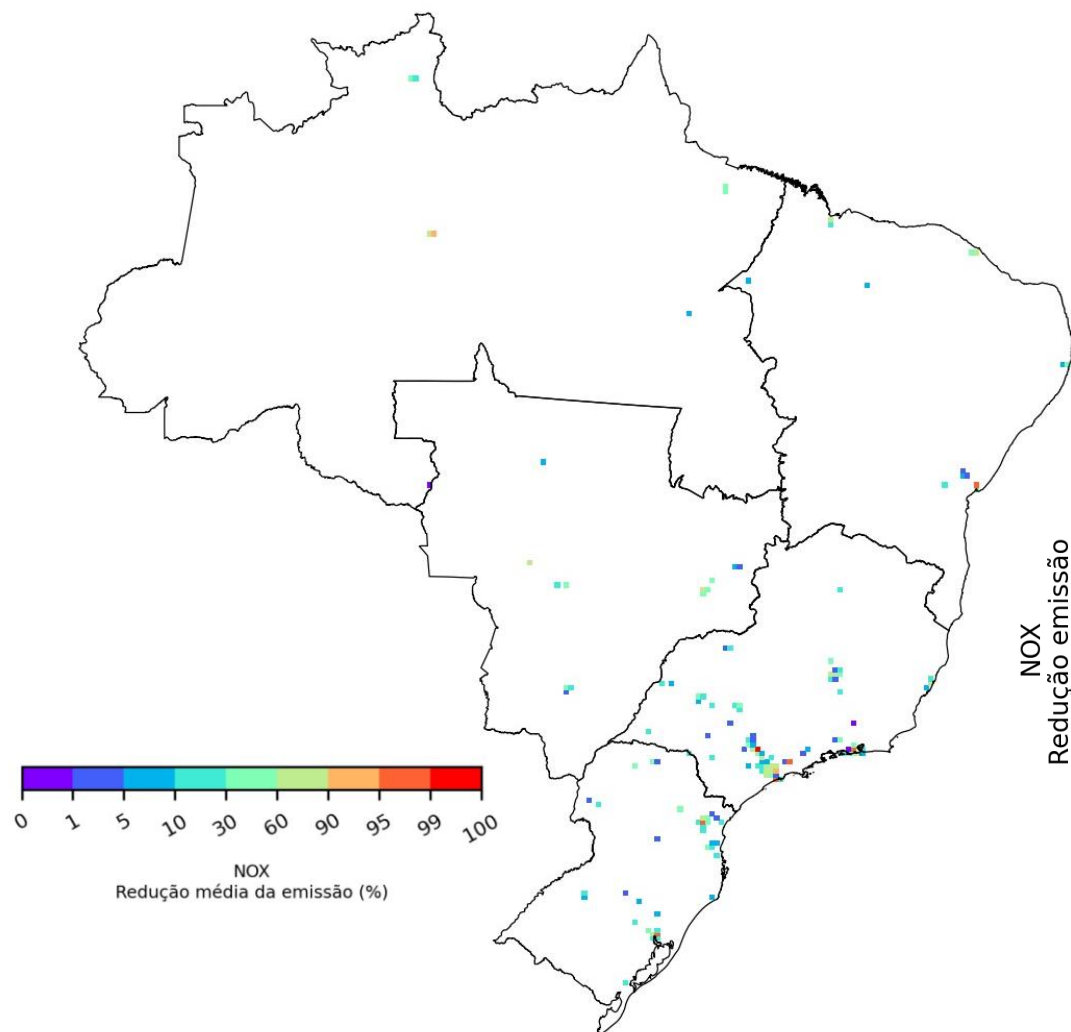 NOX
Redução emissão
0 1 5 10 30 60 90 95 99 100
NOX
Redução média da emissão (%)